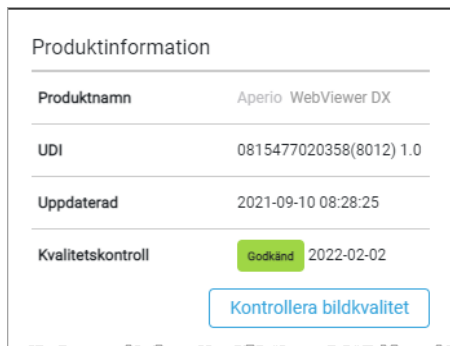 Produktinformation
Produktnamn Aperio WebViewer DX
UDI 0815477020358(8012) 1.0
Uppdaterad 2021-09-10 08:28:25
Kvalitetskontroll Godkänd 2022-02-02
Kontrollera bildkvalitet